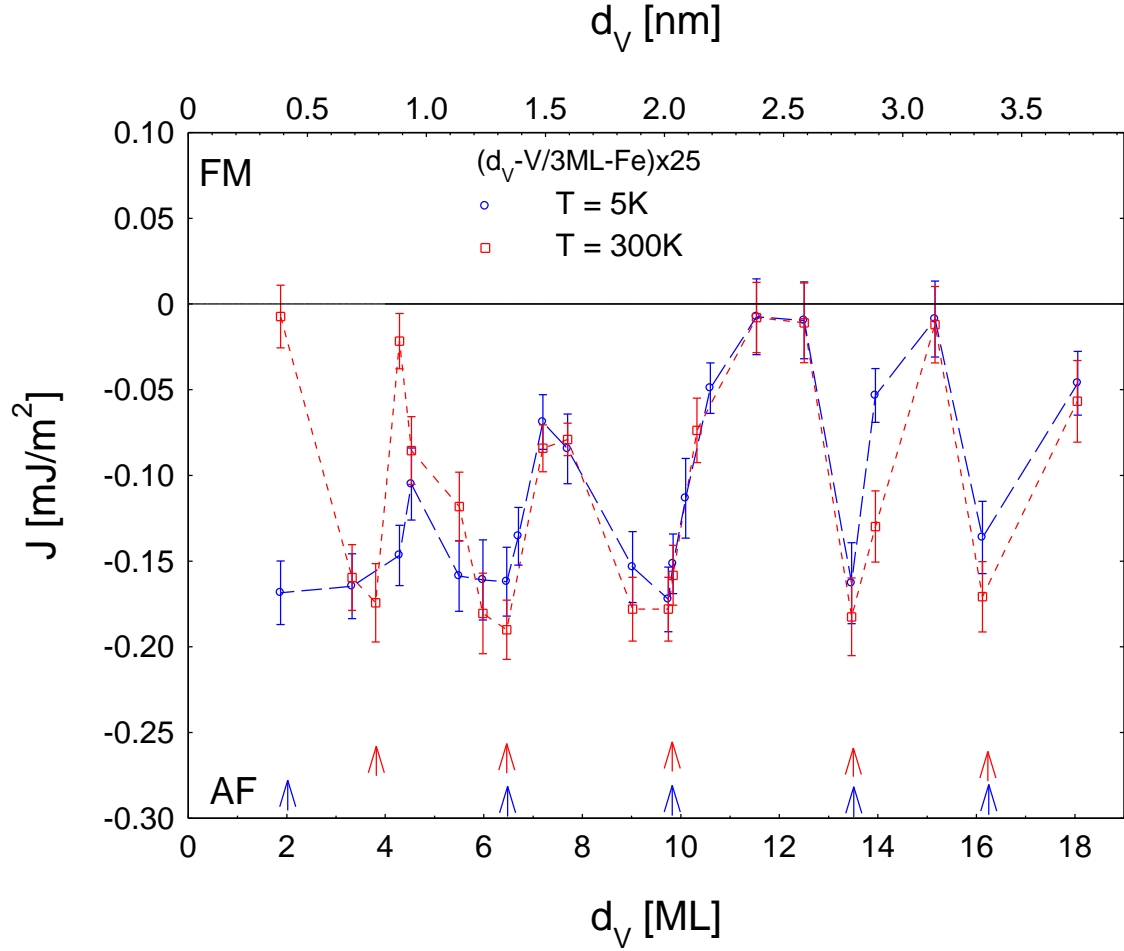 d_V [nm]
0 0.5 1.0 1.5 2.0 2.5 3.0 3.5
0.10
FM
(d_V-V/3ML-Fe)x25
T = 5K
0.05
T = 300K
0
-0.05
J [mJ/m^2]
-0.10
-0.15
-0.20
-0.25
AF
-0.30
0 2 4 6 8 10 12 14 16 18
d_V [ML]